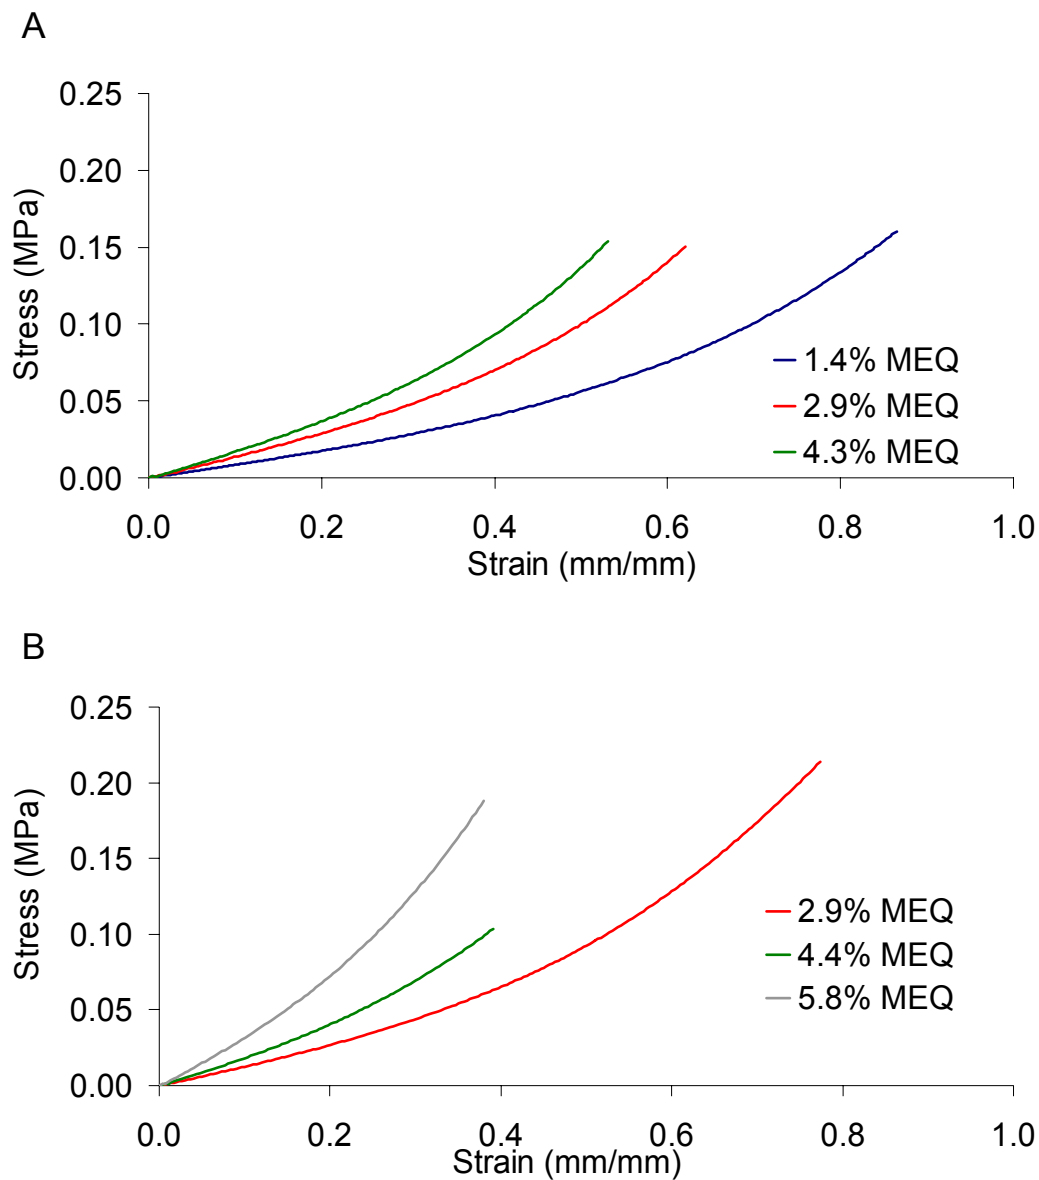 A
0.25
0.20
0.15
0.10
0.05
0.00
Stress (MPa)
1.4% MEQ
2.9% MEQ
4.3% MEQ
0.0 0.2 0.4 0.6 0.8 1.0
Strain (mm/mm)
B
0.25
0.20
0.15
0.10
0.05
0.00
Stress (MPa)
2.9% MEQ
4.4% MEQ
5.8% MEQ
0.0 0.2 0.4 0.6 0.8 1.0
Strain (mm/mm)